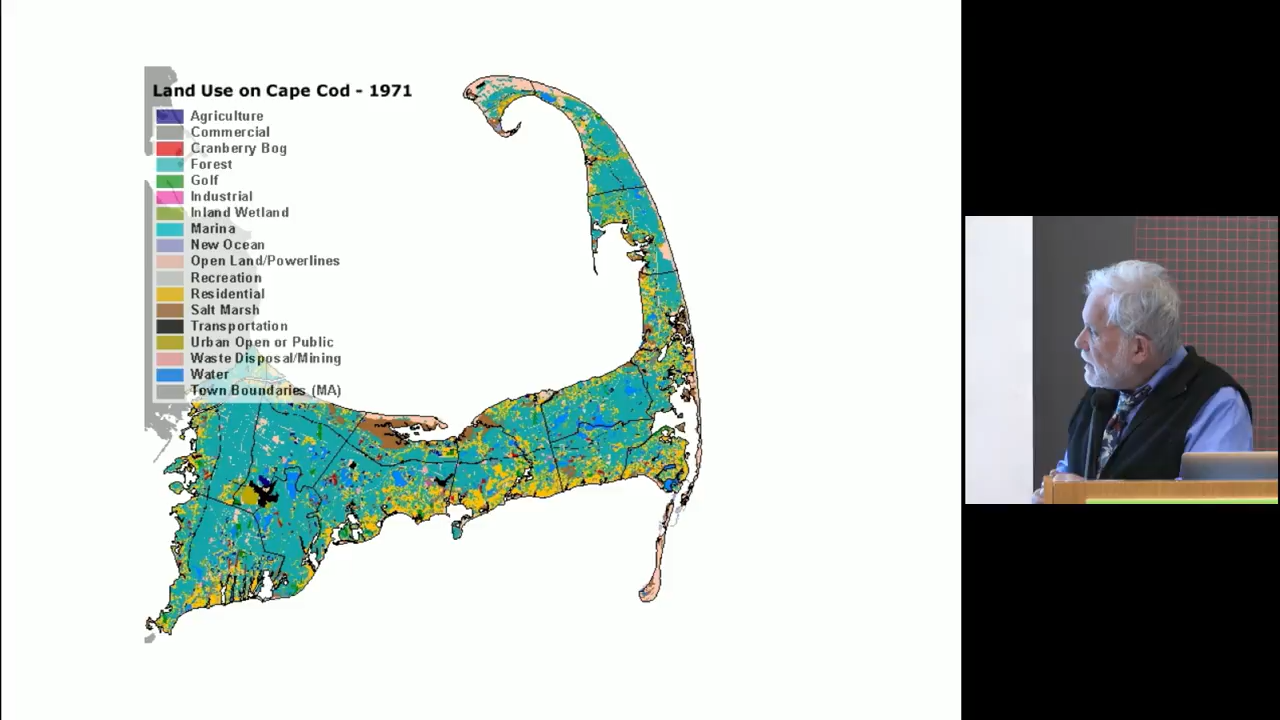 Land Use on Cape Cod - 1971
Agriculture
Commercial
Cranberry Bog
Forest
Golf
Industrial
Inland Wetland
Marina
New Ocean
Open Land/Powerlines
Recreation
Residential
Salt Marsh
Transportation
Urban Open or Public
Waste Disposal/Mining
Water
Town Boundaries (MA)